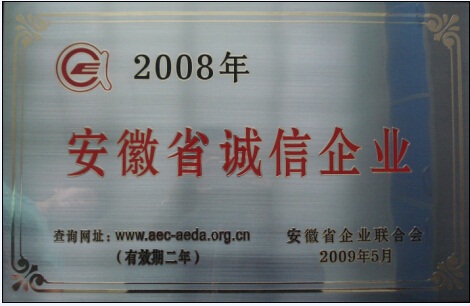 2008年
安徽省诚信企业
查询网址：www.aec-aeda.org.cn
（有效期二年）
安徽省企业联合会
2009年5月